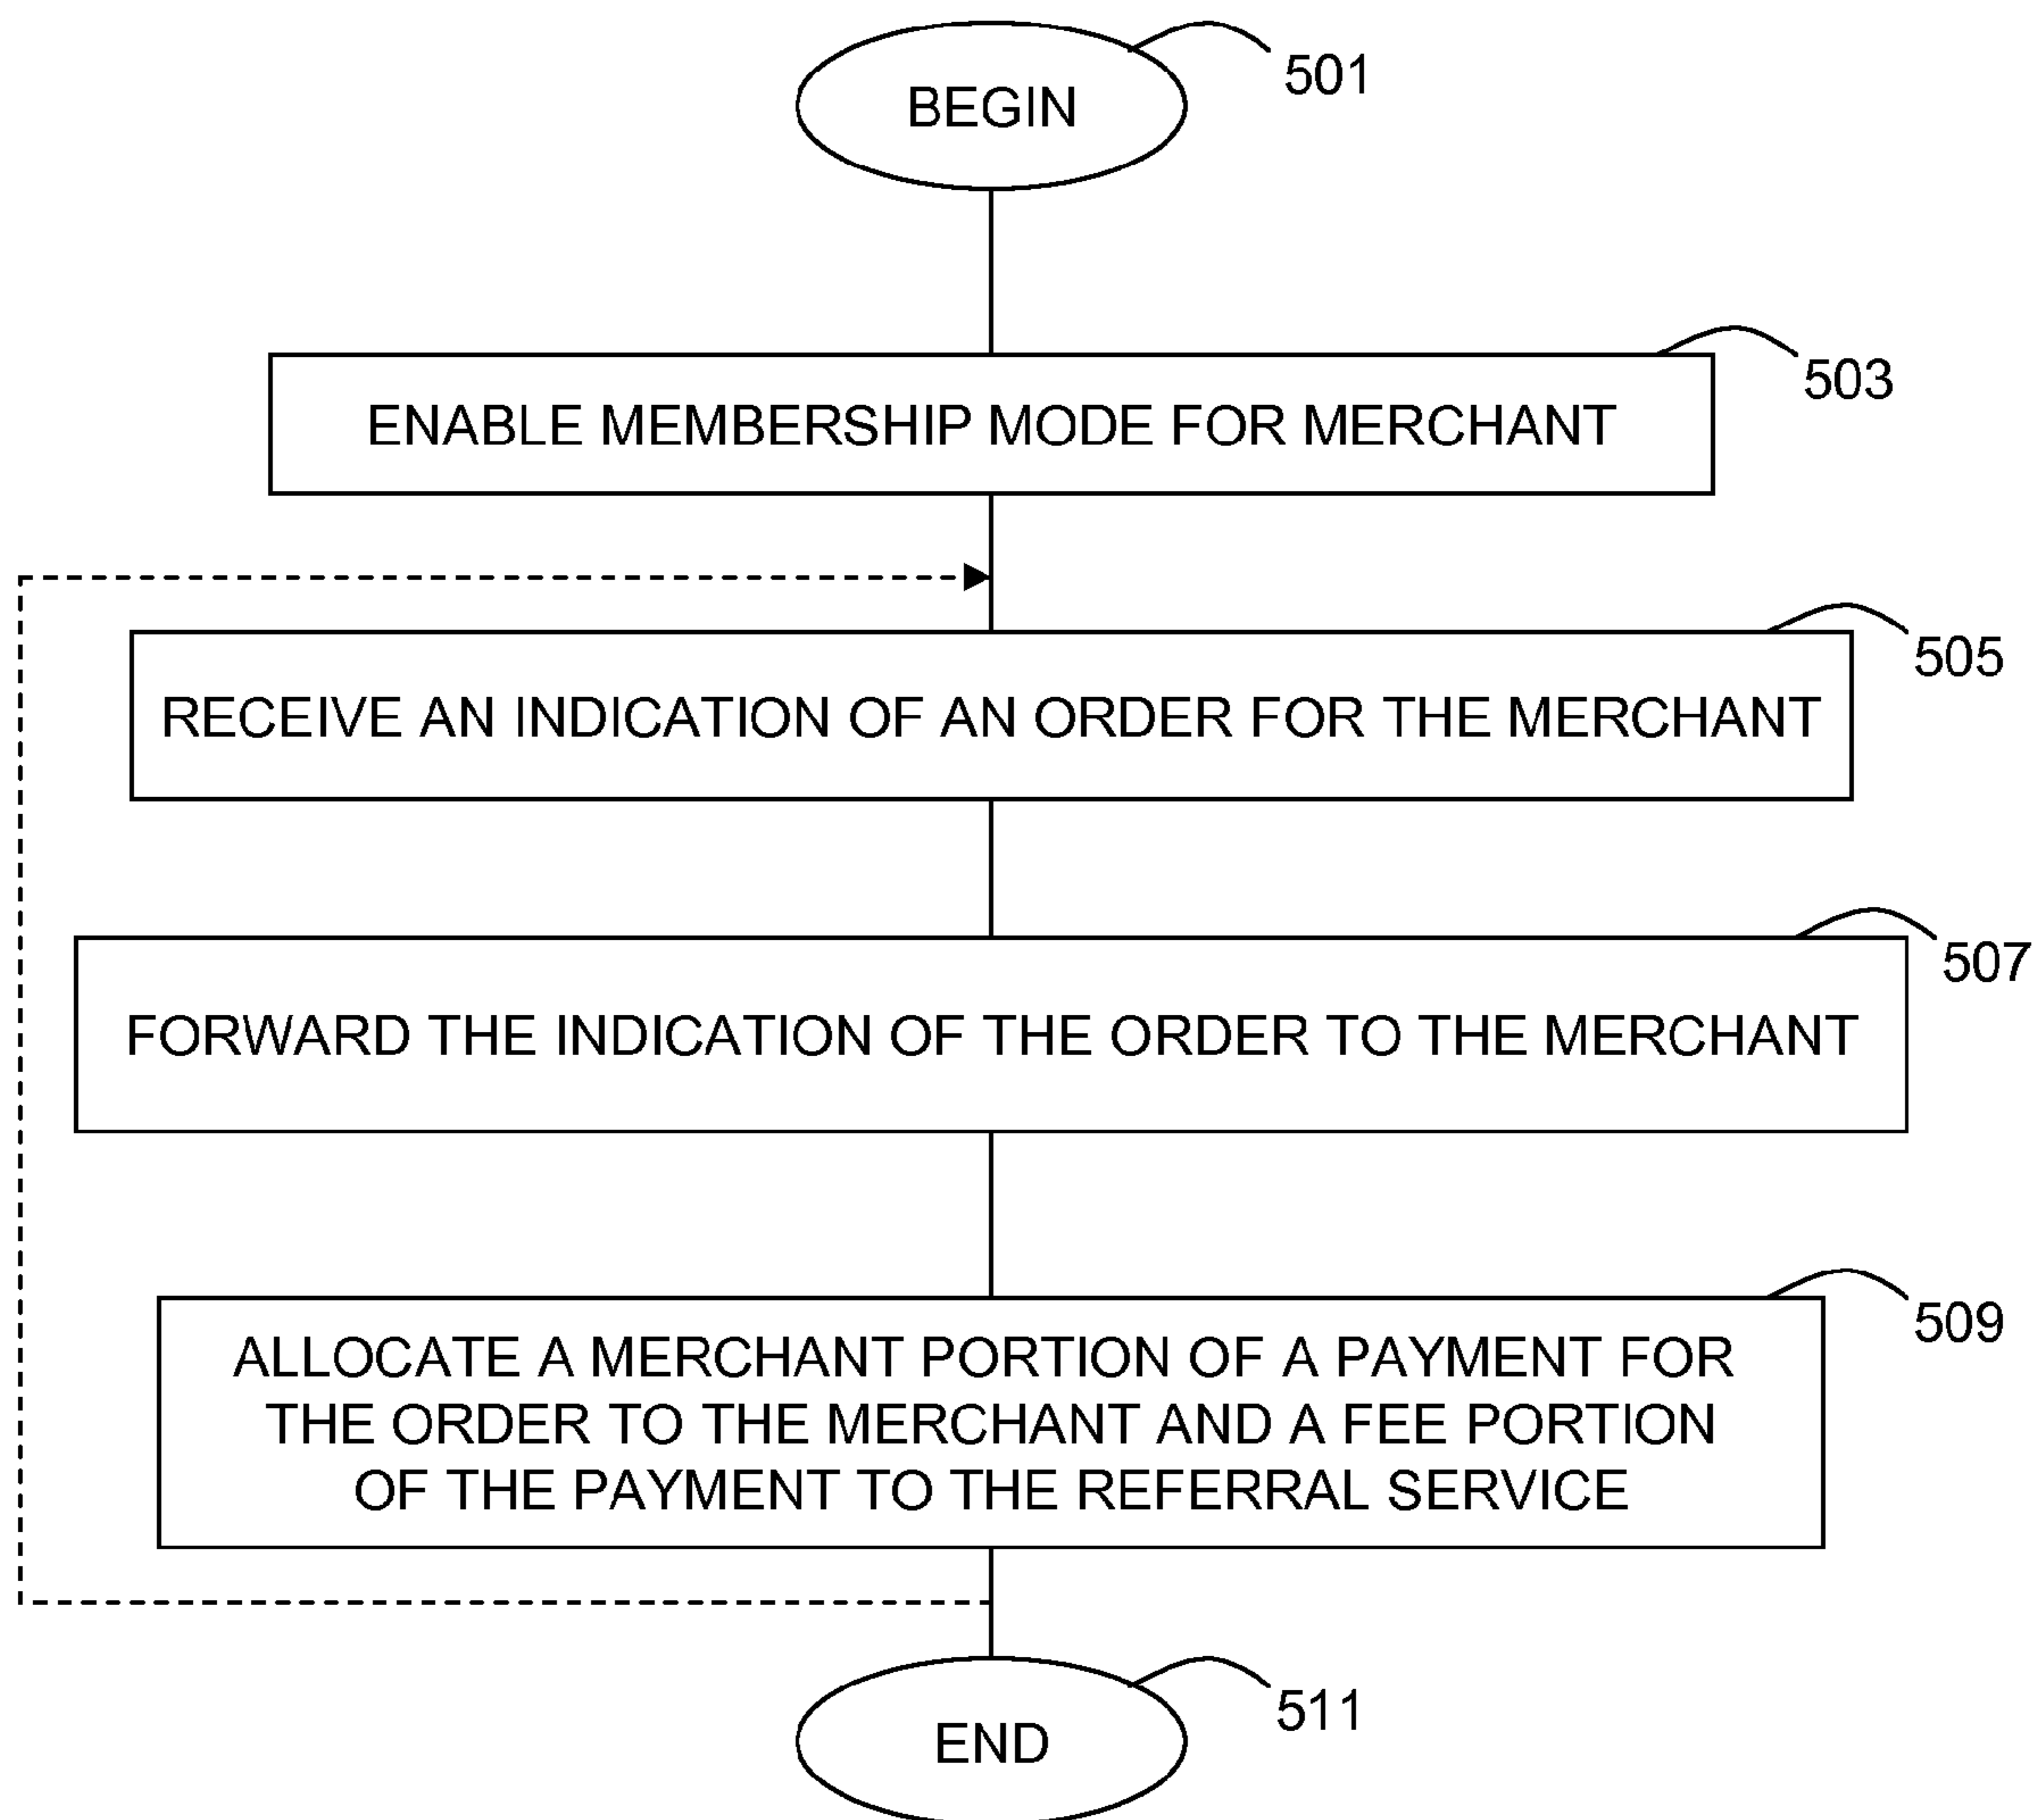 BEGIN
501
ENABLE MEMBERSHIP MODE FOR MERCHANT
503
RECEIVE AN INDICATION OF AN ORDER FOR THE MERCHANT
505
FORWARD THE INDICATION OF THE ORDER TO THE MERCHANT
507
ALLOCATE A MERCHANT PORTION OF A PAYMENT FOR
THE ORDER TO THE MERCHANT AND A FEE PORTION
OF THE PAYMENT TO THE REFERRAL SERVICE
509
END
511